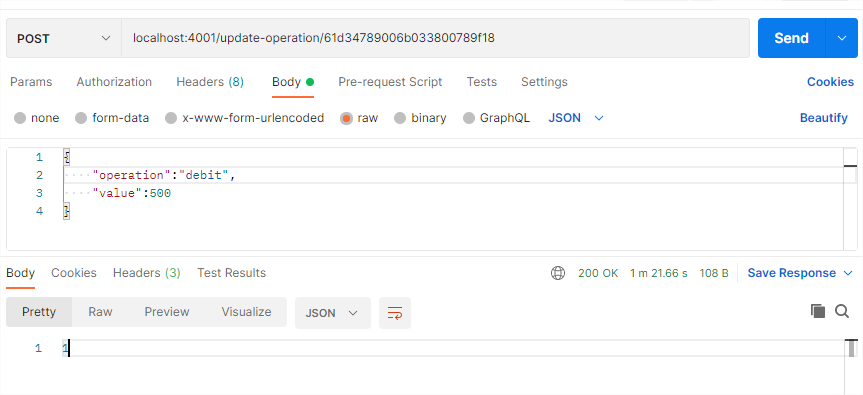 POST localhost:4001/update-operation/61d34789006b033800789f18 Send
Params Authorization Headers (8) Body Pre-request Script Tests Settings Cookies
none form-data x-www-form-urlencoded raw binary GraphQL JSON Beautify
1 {
2 "operation":"debit",
3 "value":500
4 }
Body Cookies Headers (3) Test Results 200 OK 1 m 21.66 s 108 B Save Response
Pretty Raw Preview Visualize JSON
1 1